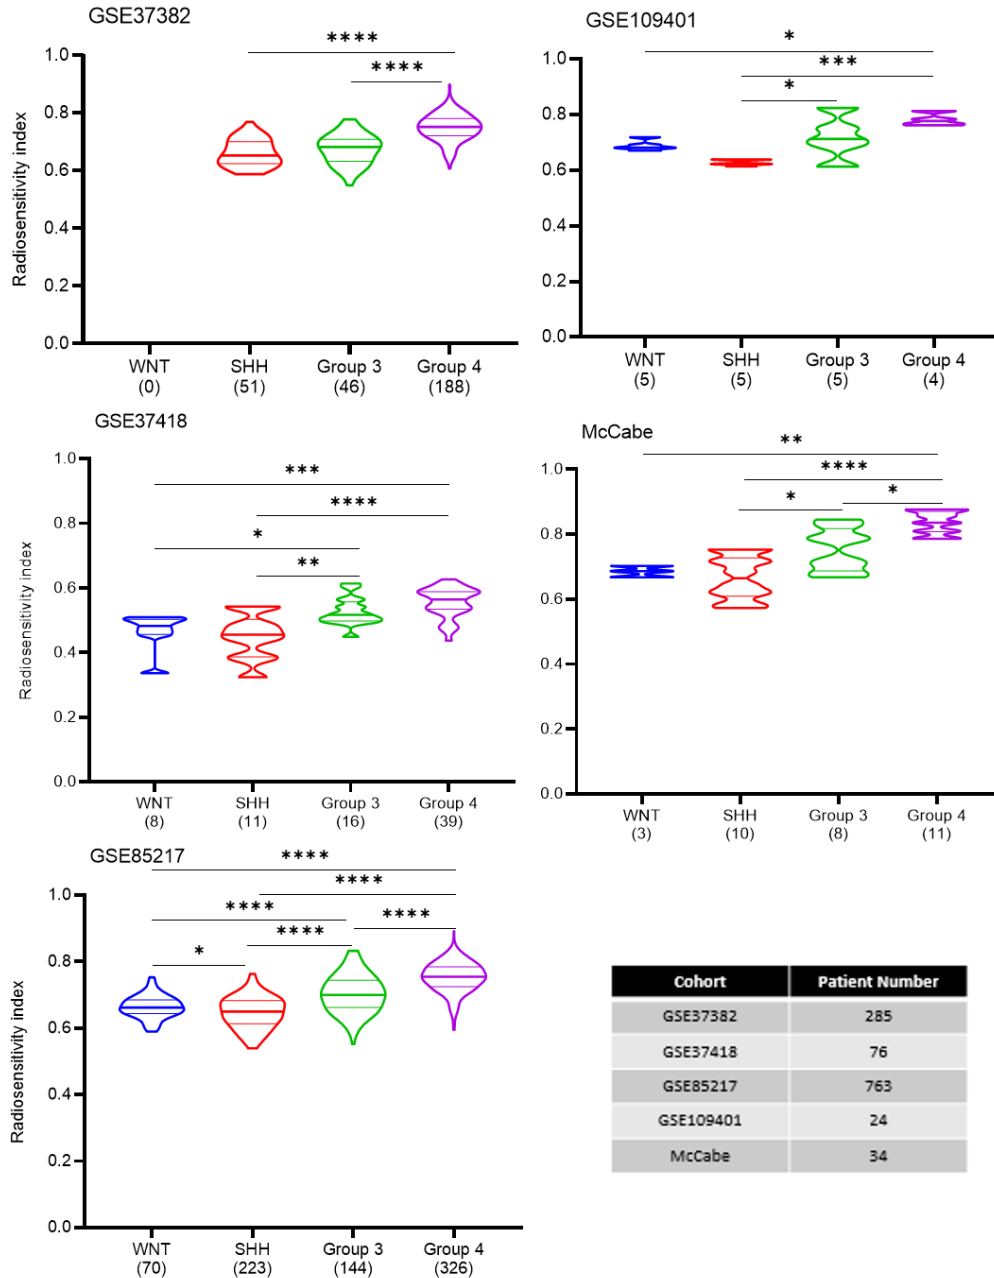 GSE37382
****
****
1.0
0.8
0.6
0.4
0.2
0.0
Radiosensitivity index
WNT SHH Group 3 Group 4
(0) (51) (46) (188)
GSE109401
*
***
*
1.0
0.8
0.6
0.4
0.2
0.0
WNT SHH Group 3 Group 4
(5) (5) (5) (4)
GSE37418
***
****
*
**
1.0
0.8
0.6
0.4
0.2
0.0
Radiosensitivity index
WNT SHH Group 3 Group 4
(8) (11) (16) (39)
McCabe
**
****
* *
1.0
0.8
0.6
0.4
0.2
0.0
WNT SHH Group 3 Group 4
(3) (10) (8) (11)
GSE85217
****
****
**** ****
* ****
1.0
0.8
0.6
0.4
0.2
0.0
Radiosensitivity index
WNT SHH Group 3 Group 4
(70) (223) (144) (326)
Cohort Patient Number
GSE37382 285
GSE37418 76
GSE85217 763
GSE109401 24
McCabe 34